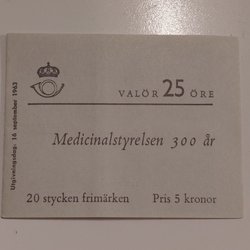 Utgivningsdag: 16 september 1963
VALÖR 25 ÖRE
Medicinalstyrelsen 300 år
20 stycken frimärken Pris 5 kronor